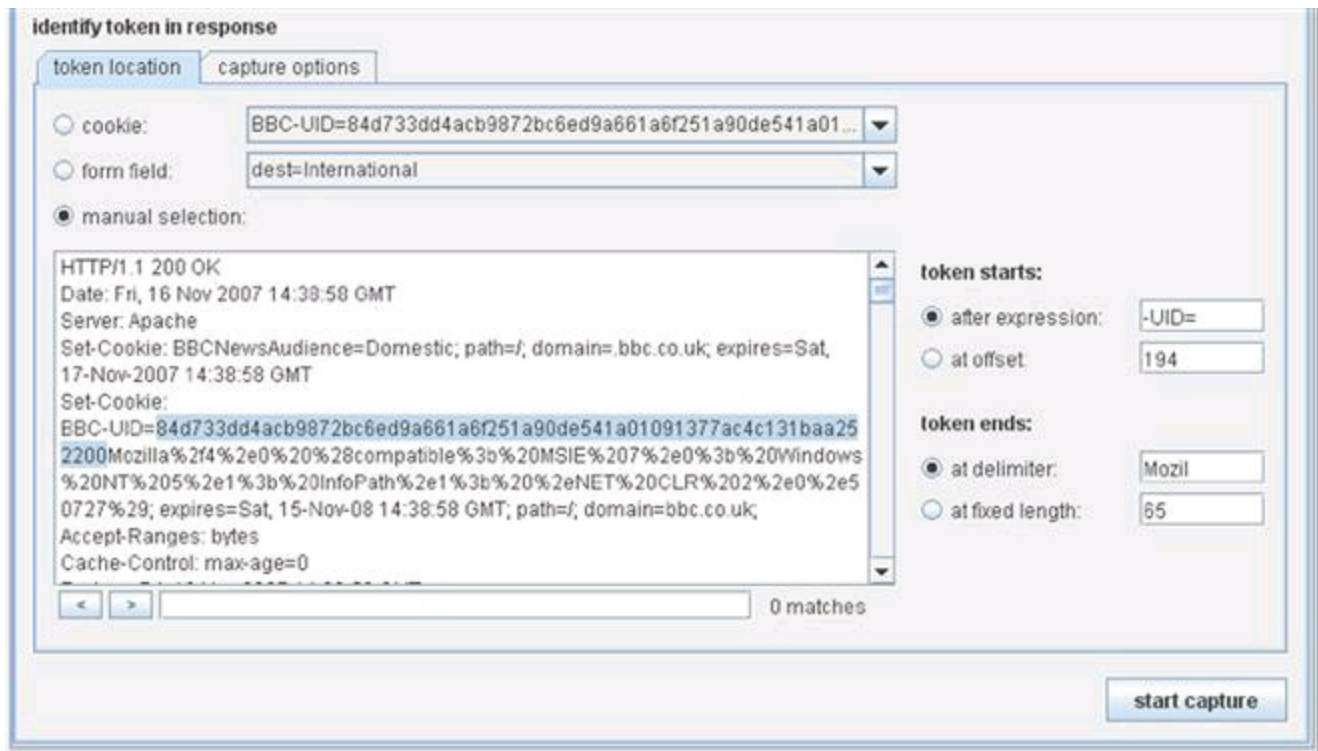 identify token in response
token location capture options
cookie: BBC-UID=84d733dd4acb9872bc6ed9a661a6f251a90de541a01...
form field: dest=International
manual selection:
HTTP/1.1 200 OK
Date: Fri, 16 Nov 2007 14:38:58 GMT
Server: Apache
Set-Cookie: BBCNewsAudience=Domestic; path=/; domain=.bbc.co.uk; expires=Sat,
17-Nov-2007 14:38:58 GMT
Set-Cookie:
BBC-UID=84d733dd4acb9872bc6ed9a661a6f251a90de541a01091377ac4c131baa25
2200Mozilla%2f4%2e0%20%28compatible%3b%20MSIE%207%2e0%3b%20Windows
%20NT%205%2e1%3b%20InfoPath%2e1%3b%20%2eNET%20CLR%202%2e0%2e5
0727%29; expires=Sat, 15-Nov-08 14:38:58 GMT; path=/; domain=bbc.co.uk;
Accept-Ranges: bytes
Cache-Control: max-age=0
< > 0 matches
token starts:
after expression: -UID=
at offset: 194
token ends:
at delimiter: Mozil
at fixed length: 65
start capture